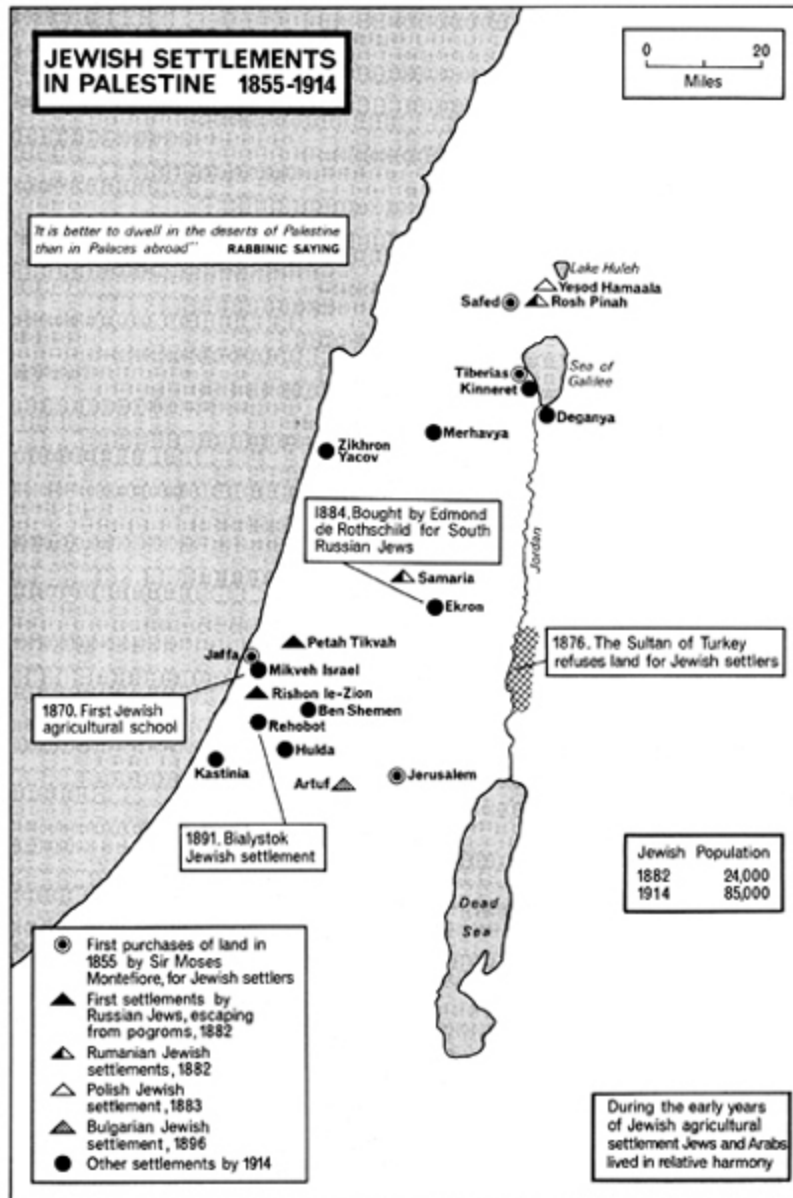 JEWISH SETTLEMENTS
IN PALESTINE 1855-1914
0 20
Miles
'It is better to dwell in the deserts of Palestine
than in Palaces abroad'" RABBINIC SAYING
Lake Huleh
Yesod Hamaala
Safed
Rosh Pinah
Tiberias
Sea of
Galilee
Kinneret
Deganya
Merhavya
Zikhron
Yacov
1884, Bought by Edmond
de Rothschild for South
Russian Jews
Jordan
Samaria
Ekron
Petah Tikvah
1876. The Sultan of Turkey
refuses land for Jewish settlers
Jaffa
Mikveh Israel
Rishon le-Zion
1870. First Jewish
agricultural school
Ben Shemen
Rehobot
Hulda
Kastinia
Artuf
Jerusalem
1891. Bialystok
Jewish settlement
Jewish Population
1882 24,000
1914 85,000
Dead
Sea
First purchases of land in
1855 by Sir Moses
Montefiore, for Jewish settlers
First settlements by
Russian Jews, escaping
from pogroms, 1882
Rumanian Jewish
settlements, 1882
Polish Jewish
settlement, 1883
Bulgarian Jewish
settlement, 1896
Other settlements by 1914
During the early years
of Jewish agricultural
settlement Jews and Arabs
lived in relative harmony